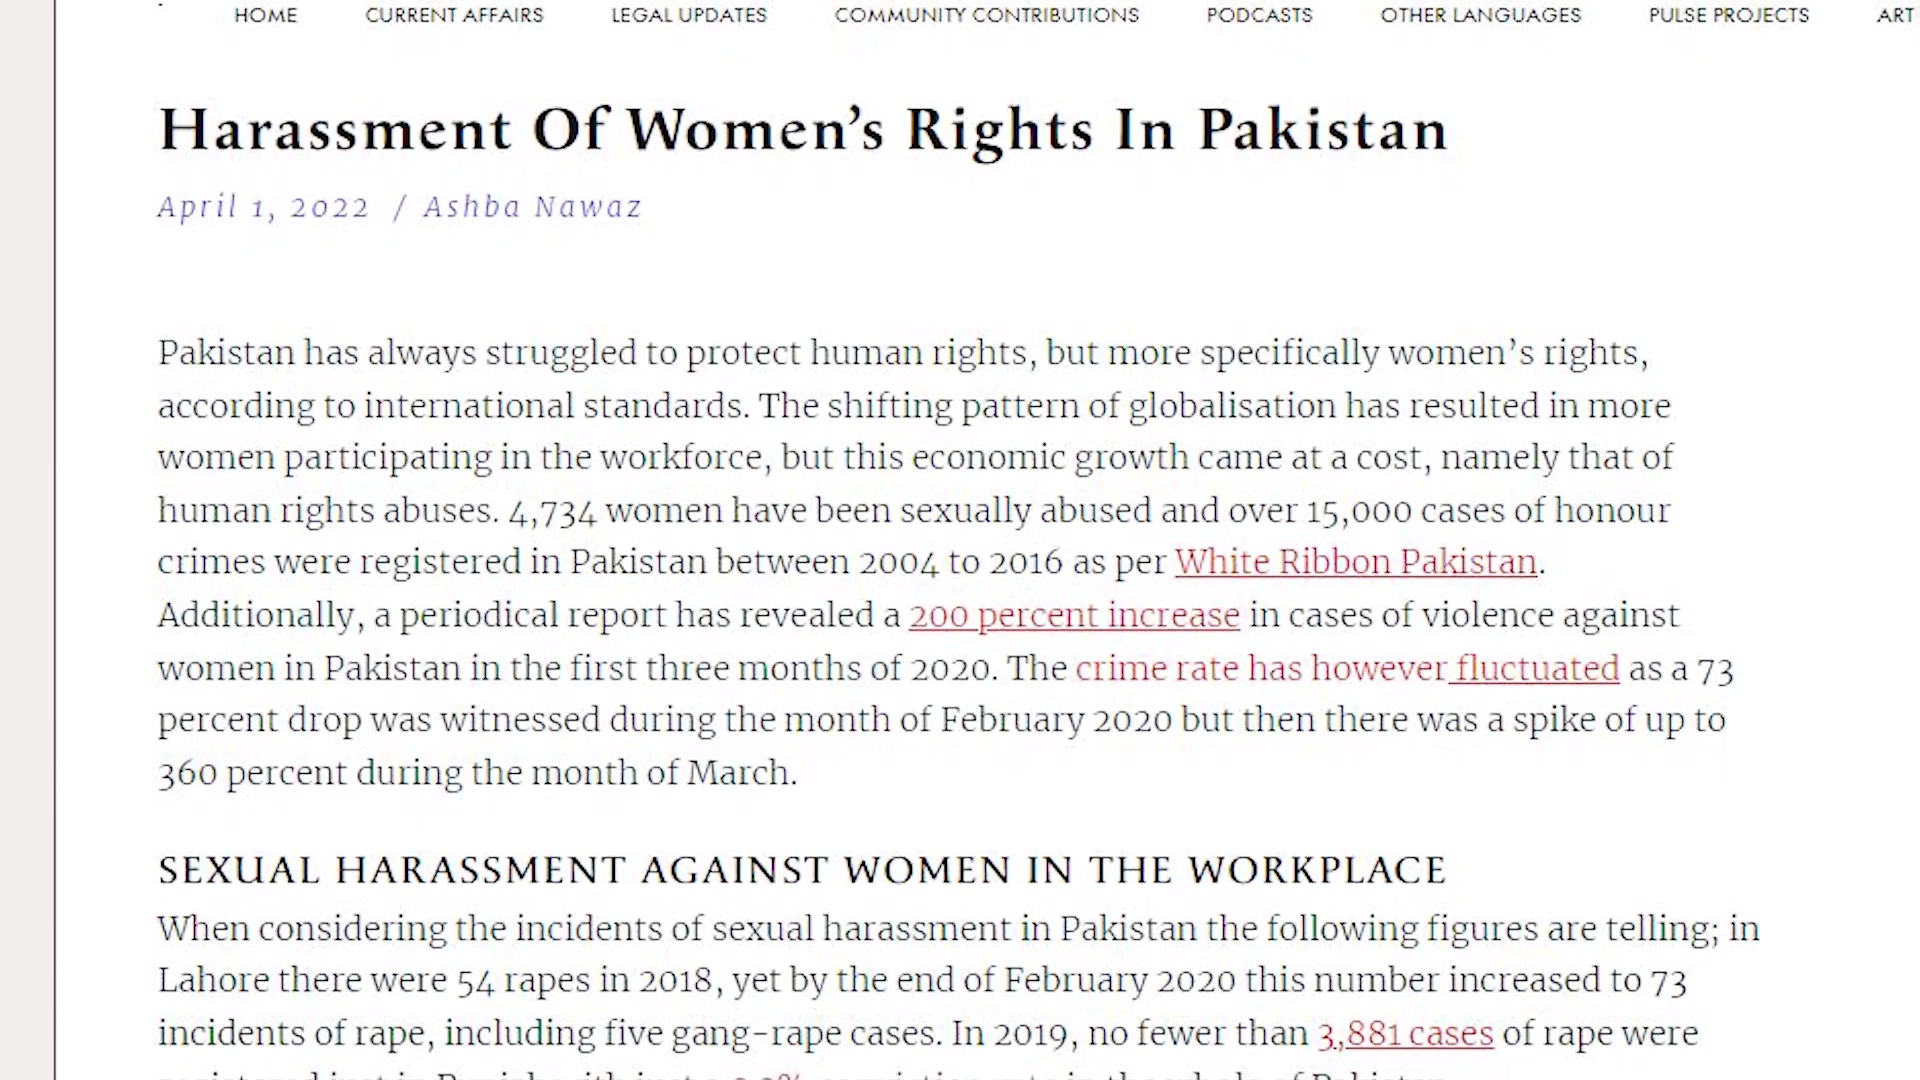 HOME CURRENT AFFAIRS LEGAL UPDATES COMMUNITY CONTRIBUTIONS PODCASTS OTHER LANGUAGES PULSE PROJECTS ART
Harassment Of Women’s Rights In Pakistan
April 1, 2022 / Ashba Nawaz
Pakistan has always struggled to protect human rights, but more specifically women’s rights,
according to international standards. The shifting pattern of globalisation has resulted in more
women participating in the workforce, but this economic growth came at a cost, namely that of
human rights abuses. 4,734 women have been sexually abused and over 15,000 cases of honour
crimes were registered in Pakistan between 2004 to 2016 as per White Ribbon Pakistan.
Additionally, a periodical report has revealed a 200 percent increase in cases of violence against
women in Pakistan in the first three months of 2020. The crime rate has however fluctuated as a 73
percent drop was witnessed during the month of February 2020 but then there was a spike of up to
360 percent during the month of March.
SEXUAL HARASSMENT AGAINST WOMEN IN THE WORKPLACE
When considering the incidents of sexual harassment in Pakistan the following figures are telling; in
Lahore there were 54 rapes in 2018, yet by the end of February 2020 this number increased to 73
incidents of rape, including five gang-rape cases. In 2019, no fewer than 3,881 cases of rape were